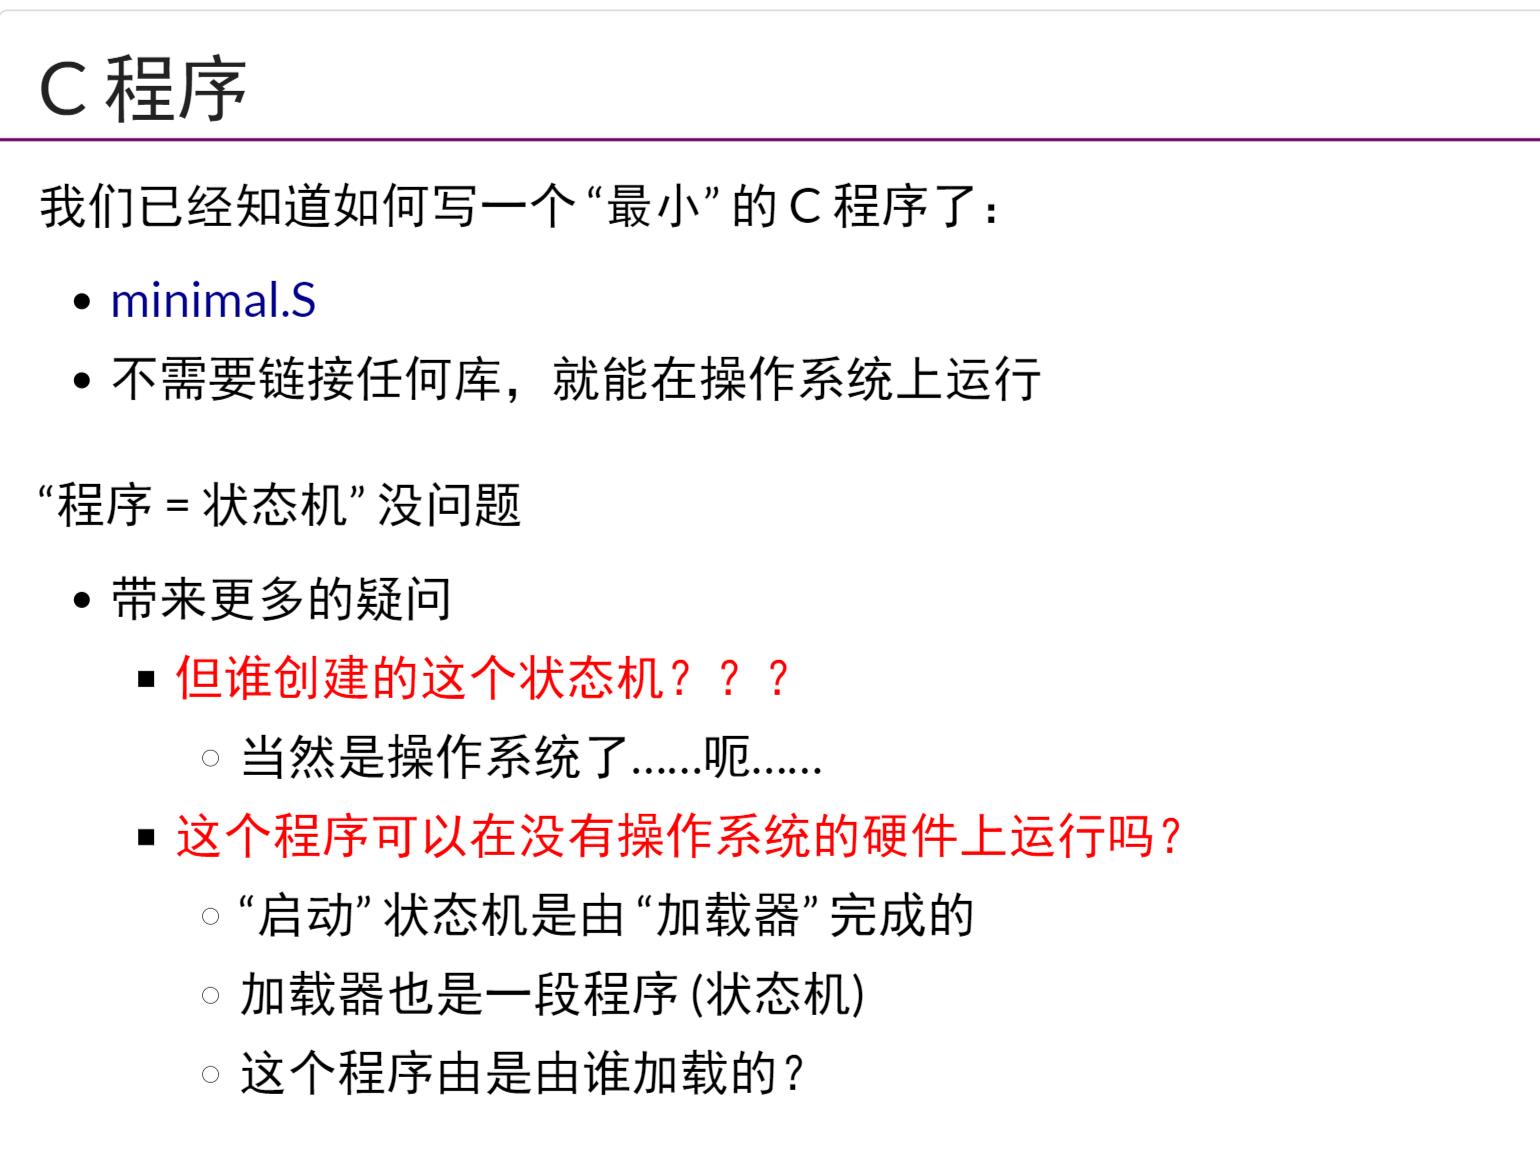 C 程序
我们已经知道如何写一个 “最小” 的 C 程序了：
minimal.S
不需要链接任何库，就能在操作系统上运行
“程序 = 状态机” 没问题
带来更多的疑问
但谁创建的这个状态机？？？
当然是操作系统了……呃……
这个程序可以在没有操作系统的硬件上运行吗？
“启动” 状态机是由 “加载器” 完成的
加载器也是一段程序 (状态机)
这个程序由是由谁加载的？